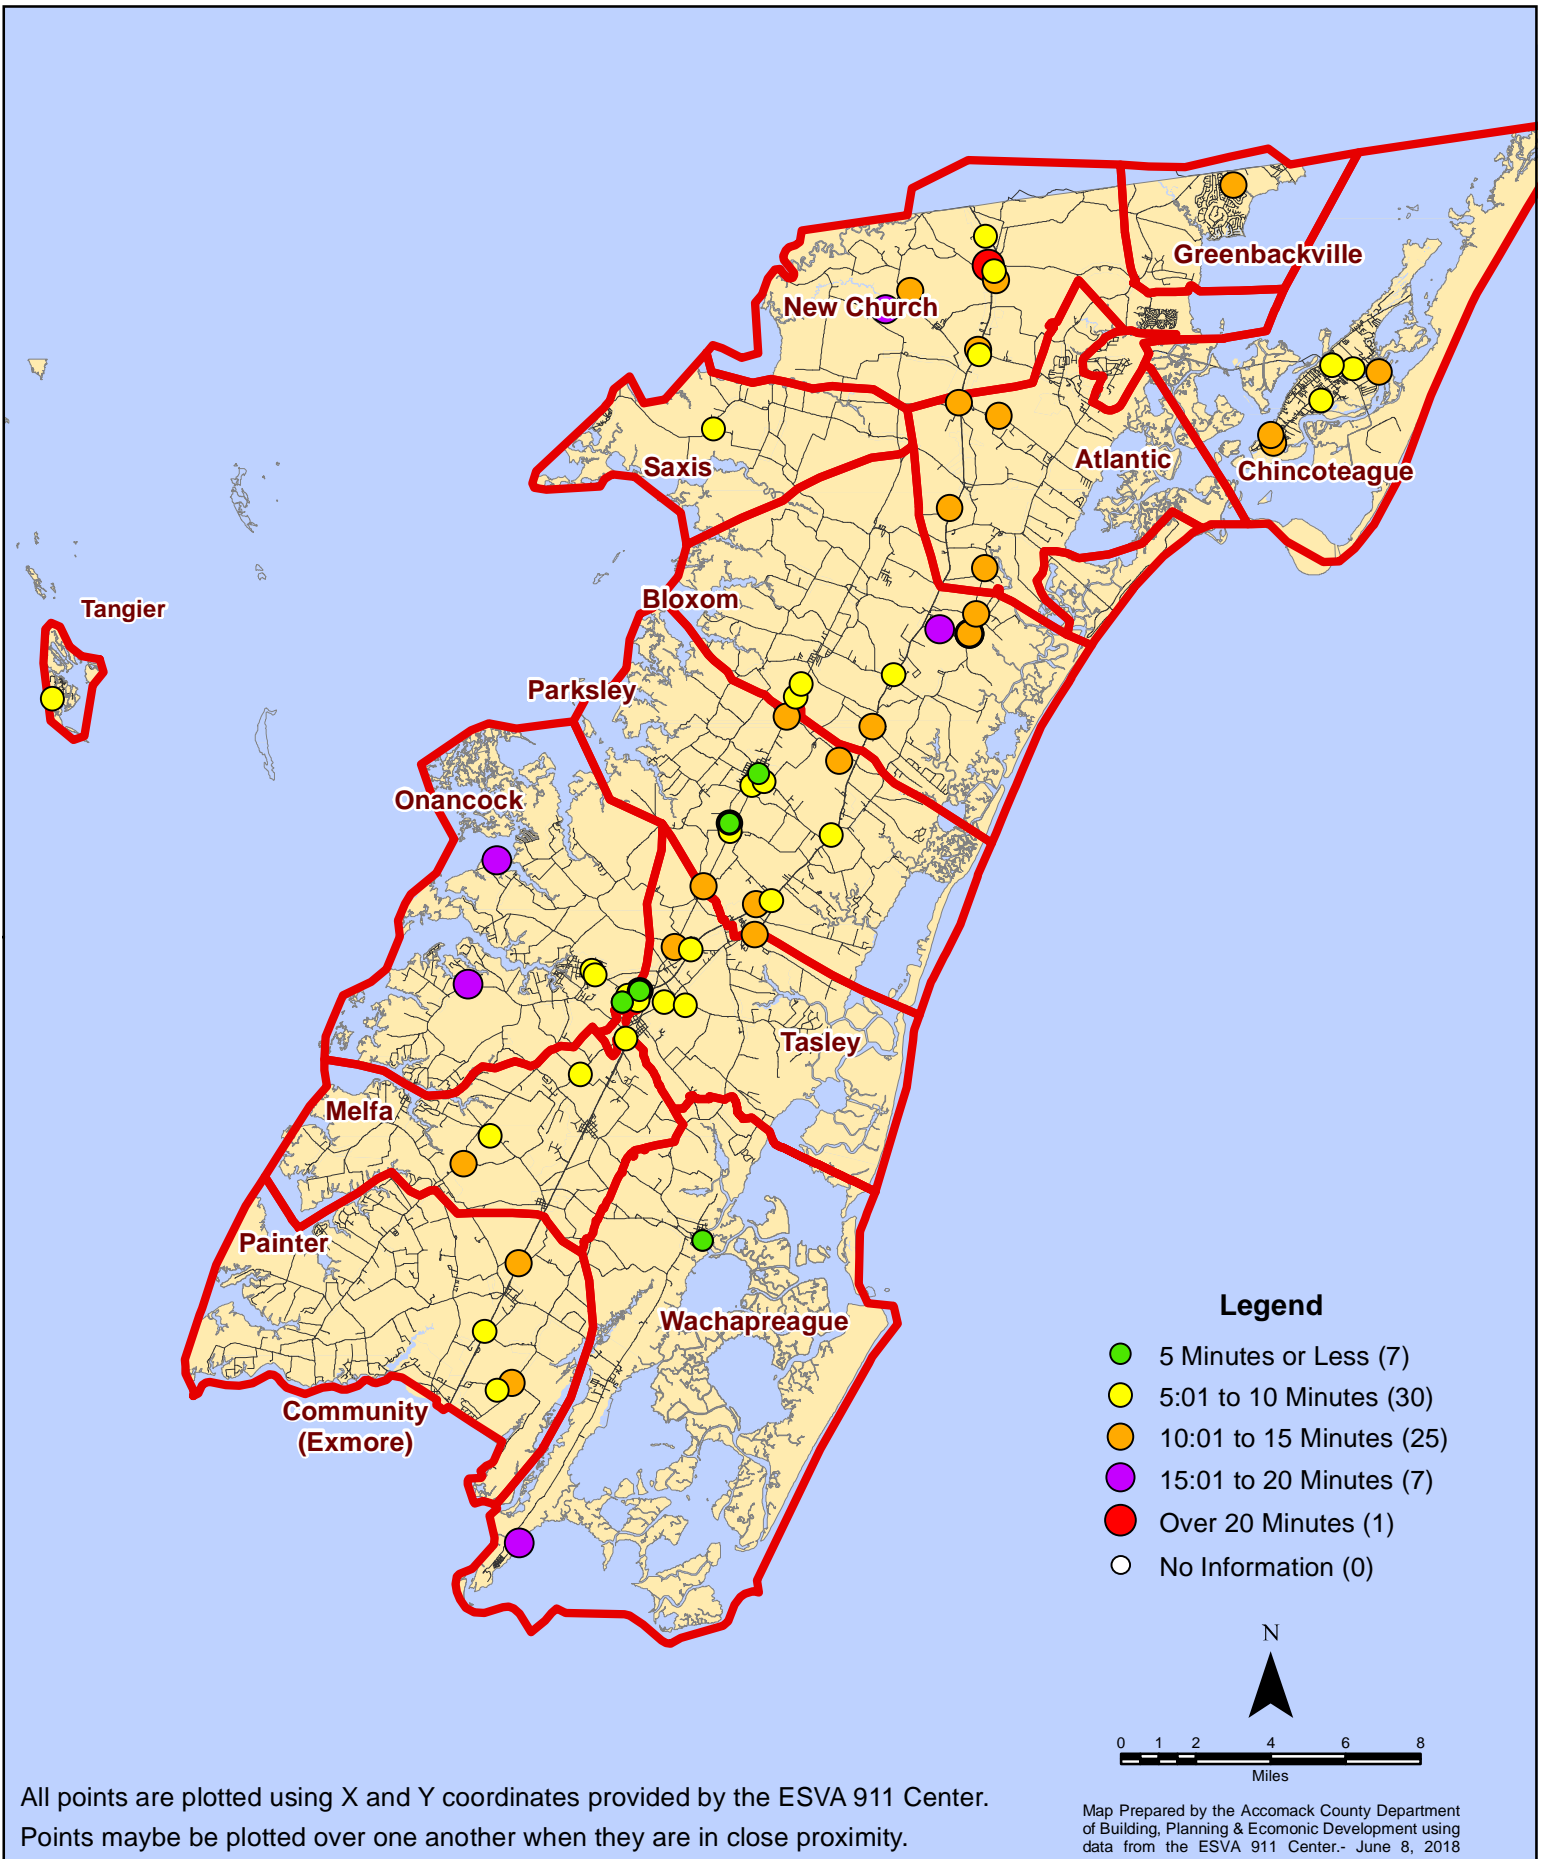 Greenbackville
New Church
Atlantic
Chincoteague
Saxis
Bloxom
Tangier
Parksley
Onancock
Tasley
Melfa
Painter
Wachapreague
Community
(Exmore)
Legend
5 Minutes or Less (7)
5:01 to 10 Minutes (30)
10:01 to 15 Minutes (25)
15:01 to 20 Minutes (7)
Over 20 Minutes (1)
No Information (0)
N
0 1 2 4 6 8
Miles
All points are plotted using X and Y coordinates provided by the ESVA 911 Center.
Points maybe be plotted over one another when they are in close proximity.
Map Prepared by the Accomack County Department
of Building, Planning & Ecomonic Development using
data from the ESVA 911 Center.- June 8, 2018